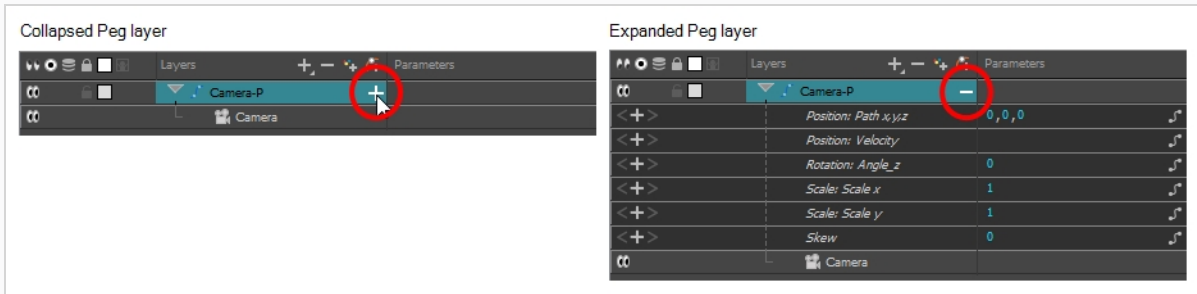 Collapsed Peg layer
Layers Parameters
Camera-P
Camera
Expanded Peg layer
Layers Parameters
Camera-P
Position: Path x,y,z 0,0,0
Position: Velocity
Rotation: Angle_z 0
Scale: Scale x 1
Scale: Scale y 1
Skew 0
Camera